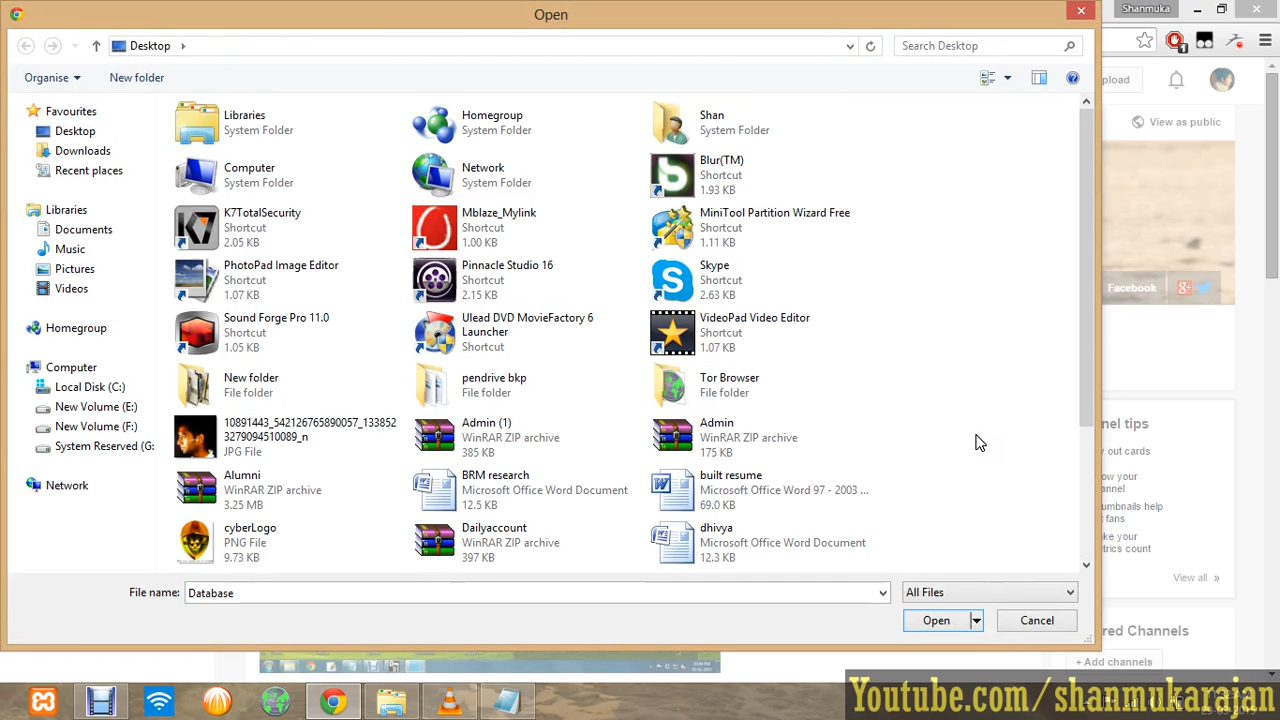 Open
Shanmuka
Desktop
Search Desktop
Organise
New folder
Favourites
Desktop
Downloads
Recent places
Libraries
Documents
Music
Pictures
Videos
Homegroup
Computer
Local Disk (C:)
New Volume (E:)
New Volume (F:)
System Reserved (G:
Network
Libraries
System Folder
Homegroup
System Folder
Shan
System Folder
Computer
System Folder
Network
System Folder
Blur(TM)
Shortcut
1.93 KB
K7TotalSecurity
Shortcut
2.05 KB
Mblaze_Mylink
Shortcut
1.00 KB
MiniTool Partition Wizard Free
Shortcut
1.11 KB
PhotoPad Image Editor
Shortcut
1.07 KB
Pinnacle Studio 16
Shortcut
2.15 KB
Skype
Shortcut
2.63 KB
Sound Forge Pro 11.0
Shortcut
1.05 KB
Ulead DVD MovieFactory 6
Launcher
Shortcut
VideoPad Video Editor
Shortcut
1.07 KB
New folder
File folder
pendrive bkp
File folder
Tor Browser
File folder
10891443_542126765890057_133852
3279094510089_n
JPG File
Admin (1)
WinRAR ZIP archive
385 KB
Admin
WinRAR ZIP archive
175 KB
Alumni
WinRAR ZIP archive
3.25 MB
BRM research
Microsoft Office Word Document
12.5 KB
built resume
Microsoft Office Word 97 - 2003 ...
69.0 KB
cyberLogo
PNG File
9.73 KB
Dailyaccount
WinRAR ZIP archive
397 KB
dhivya
Microsoft Office Word Document
12.3 KB
File name:
Database
All Files
Open
Cancel
1
pload
View as public
Facebook
nel tips
y out cards
ow your
hannel
umbnails help
t fans
ke your
etrics count
View all »
red Channels
+ Add channels
Youtube.com/shanmukarajan